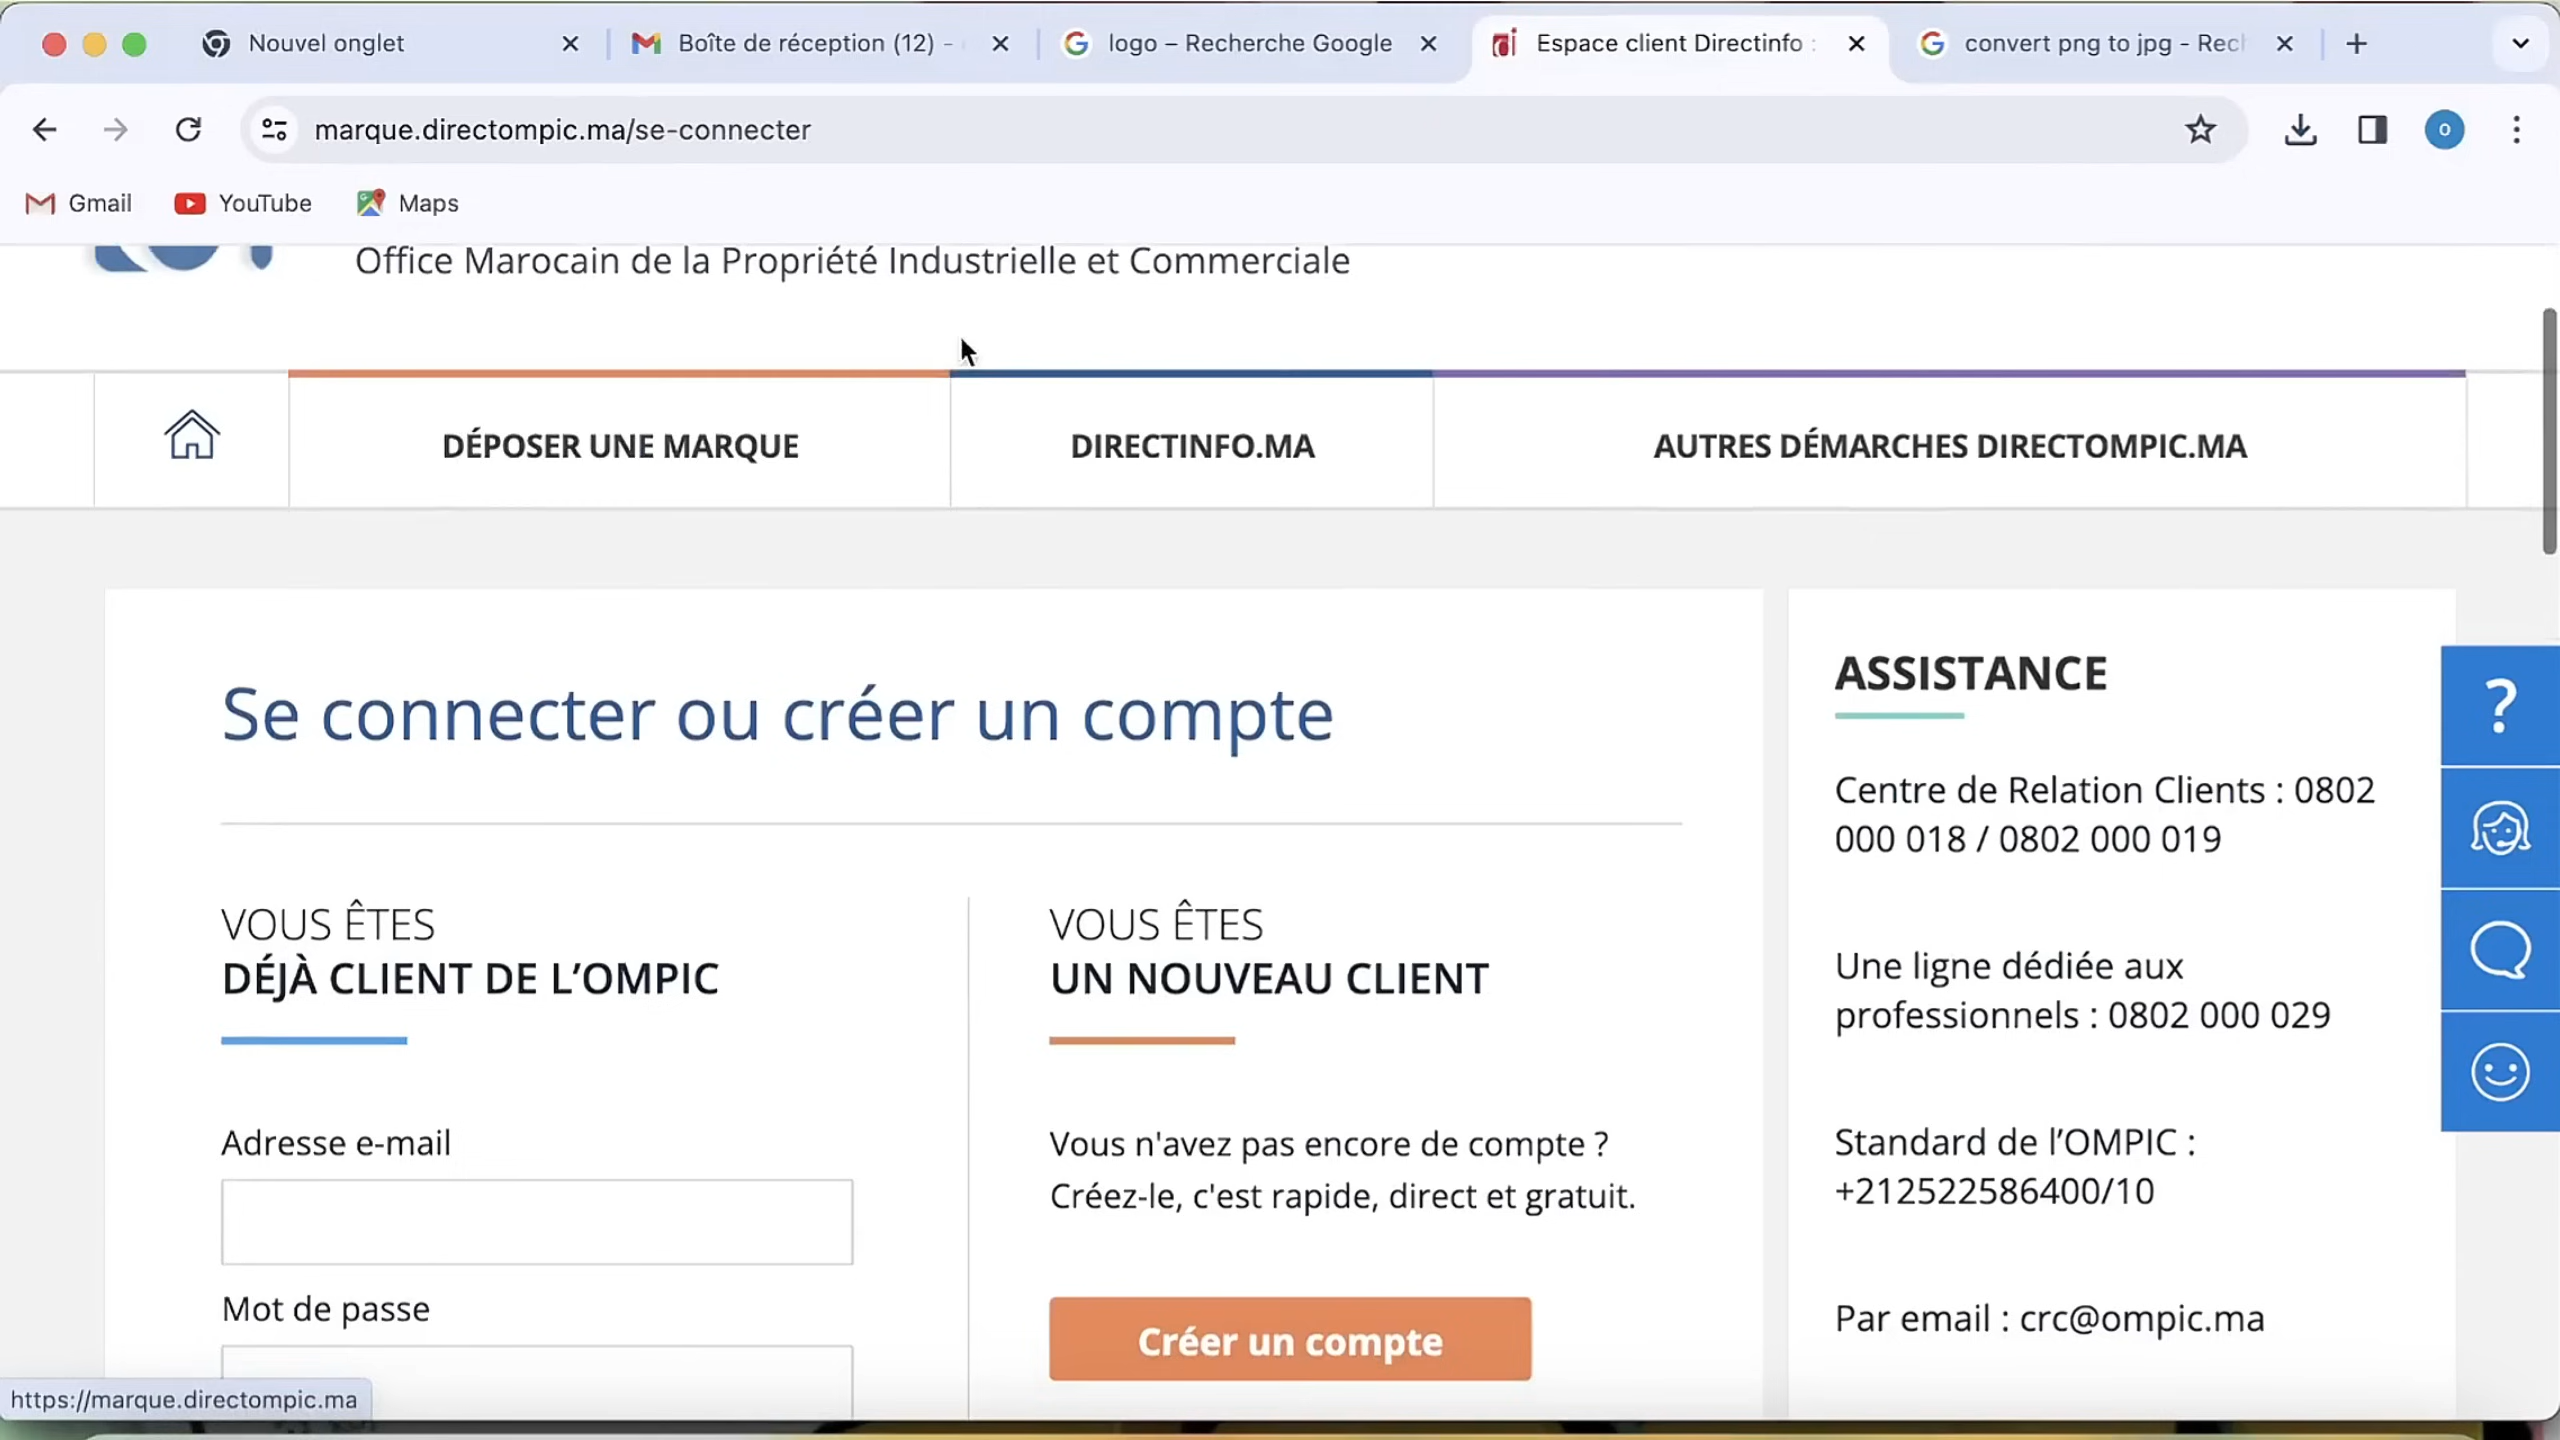 Nouvel onglet
Boîte de réception (12) -
logo – Recherche Google
Espace client Directinfo :
convert png to jpg - Rech
marque.directompic.ma/se-connecter
o
Gmail
YouTube
Maps
Office Marocain de la Propriété Industrielle et Commerciale
DÉPOSER UNE MARQUE
DIRECTINFO.MA
AUTRES DÉMARCHES DIRECTOMPIC.MA
Se connecter ou créer un compte
VOUS ÊTES
DÉJÀ CLIENT DE L’OMPIC
Adresse e-mail
Mot de passe
VOUS ÊTES
UN NOUVEAU CLIENT
Vous n'avez pas encore de compte ?
Créez-le, c'est rapide, direct et gratuit.
Créer un compte
ASSISTANCE
Centre de Relation Clients : 0802
000 018 / 0802 000 019
Une ligne dédiée aux
professionnels : 0802 000 029
Standard de l’OMPIC :
+212522586400/10
Par email : crc@ompic.ma
?
https://marque.directompic.ma